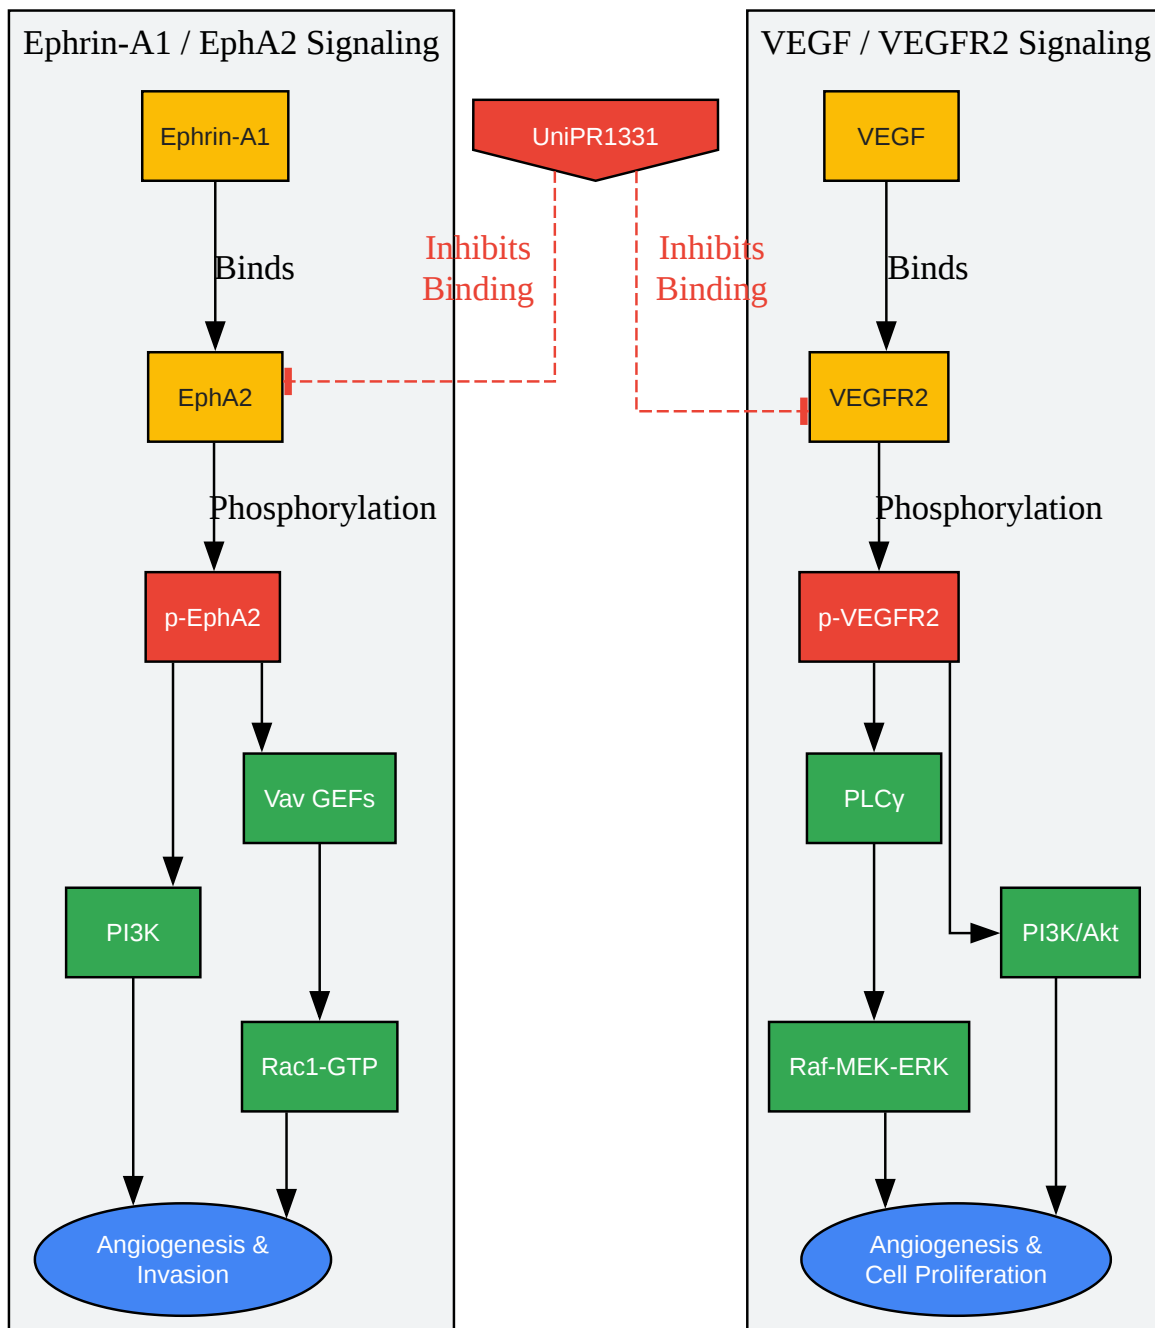 Ephrin-A1 / EphA2 Signaling
VEGF / VEGFR2 Signaling
Ephrin-A1
UniPR1331
VEGF
Binds
Inhibits
Binding
Inhibits
Binding
Binds
EphA2
VEGFR2
Phosphorylation
Phosphorylation
p-EphA2
p-VEGFR2
Vav GEFs
PLCγ
PI3K
PI3K/Akt
Rac1-GTP
Raf-MEK-ERK
Angiogenesis &
Invasion
Angiogenesis &
Cell Proliferation